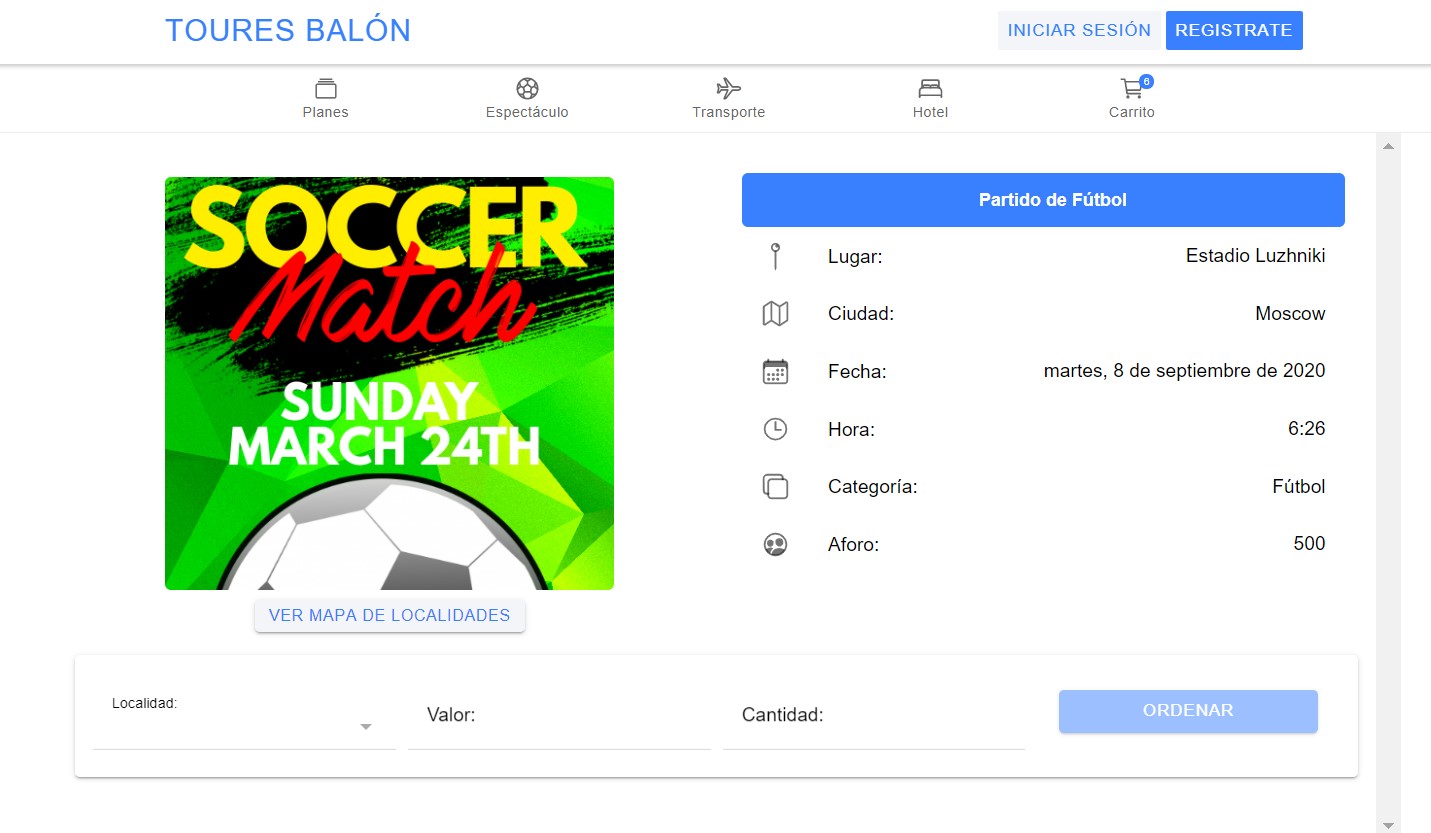 TOURES BALÓN
INICIAR SESIÓN
REGISTRATE
Planes
Espectáculo
Transporte
Hotel
6
Carrito
SOCCER
Match
SUNDAY
MARCH 24TH
VER MAPA DE LOCALIDADES
Partido de Fútbol
Lugar: Estadio Luzhniki
Ciudad: Moscow
Fecha: martes, 8 de septiembre de 2020
Hora: 6:26
Categoría: Fútbol
Aforo: 500
Localidad:
Valor:
Cantidad:
ORDENAR